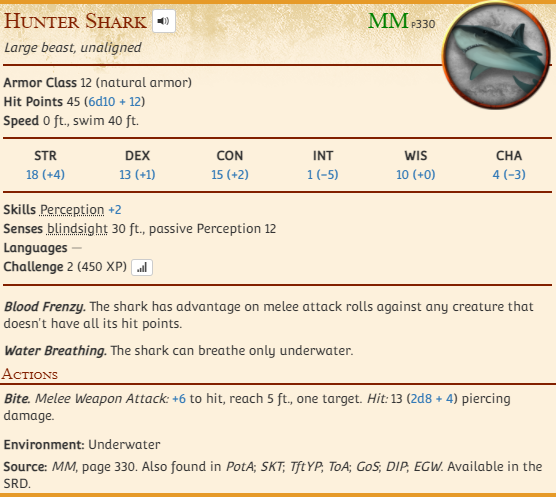 Hunter Shark
MM P330
Large beast, unaligned
Armor Class 12 (natural armor)
Hit Points 45 (6d10 + 12)
Speed 0 ft., swim 40 ft.
STR DEX CON INT WIS CHA
18 (+4) 13 (+1) 15 (+2) 1 (−5) 10 (+0) 4 (−3)
Skills Perception +2
Senses blindsight 30 ft., passive Perception 12
Languages —
Challenge 2 (450 XP)
Blood Frenzy. The shark has advantage on melee attack rolls against any creature that
doesn't have all its hit points.
Water Breathing. The shark can breathe only underwater.
Actions
Bite. Melee Weapon Attack: +6 to hit, reach 5 ft., one target. Hit: 13 (2d8 + 4) piercing
damage.
Environment: Underwater
Source: MM, page 330. Also found in PotA; SKT; TftYP; ToA; GoS; DIP; EGW. Available in the
SRD.